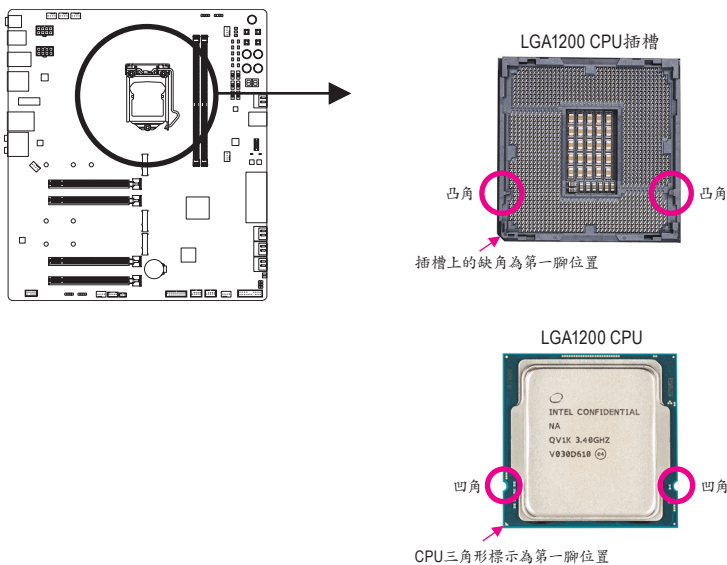 LGA1200 CPU插槽
凸角
凸角
插槽上的缺角為第一腳位置
LGA1200 CPU
INTEL CONFIDENTIAL
NA
QV1K 3.40GHZ
V030D610 e4
凹角
凹角
CPU三角形標示為第一腳位置